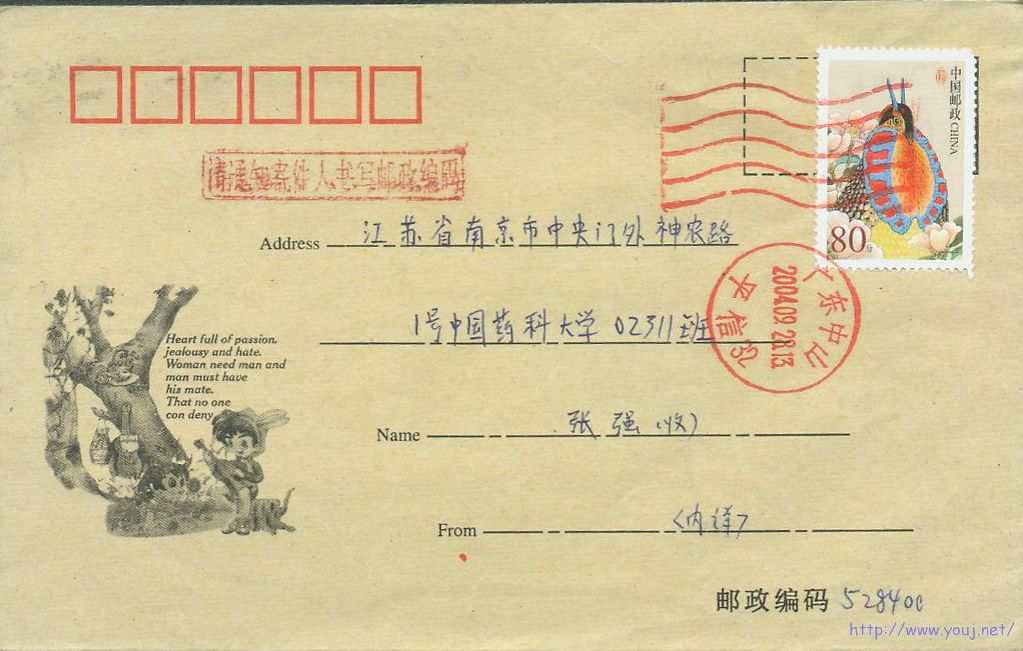 中国邮政 CHINA
80分
请通知寄件人书写邮政编码
Address 江苏省南京市中央门外神农路
广东中山
2004.09.28.13
平信
1号中国药科大学02311班
Heart full of passion.
jealousy and hate.
Woman need man and
man must have
his mate.
That no one
con deny
Name 张强(收)
From 〈内详〉
邮政编码 528400
http://www.youj.net/